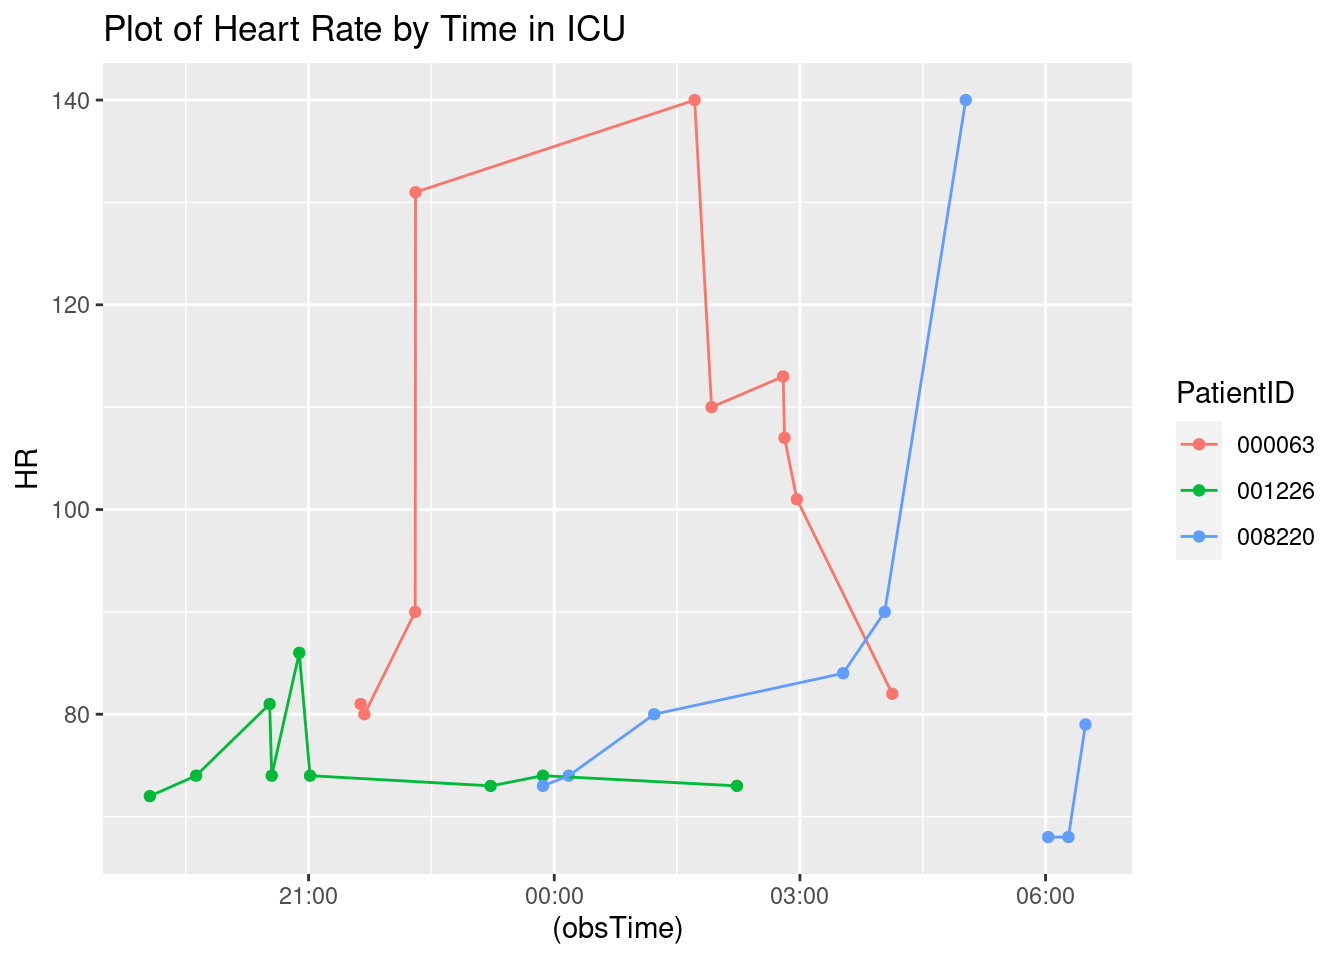 Plot of Heart Rate by Time in ICU
140
120
100
80
HR
21:00 00:00 03:00 06:00
(obsTime)
PatientID
000063
001226
008220